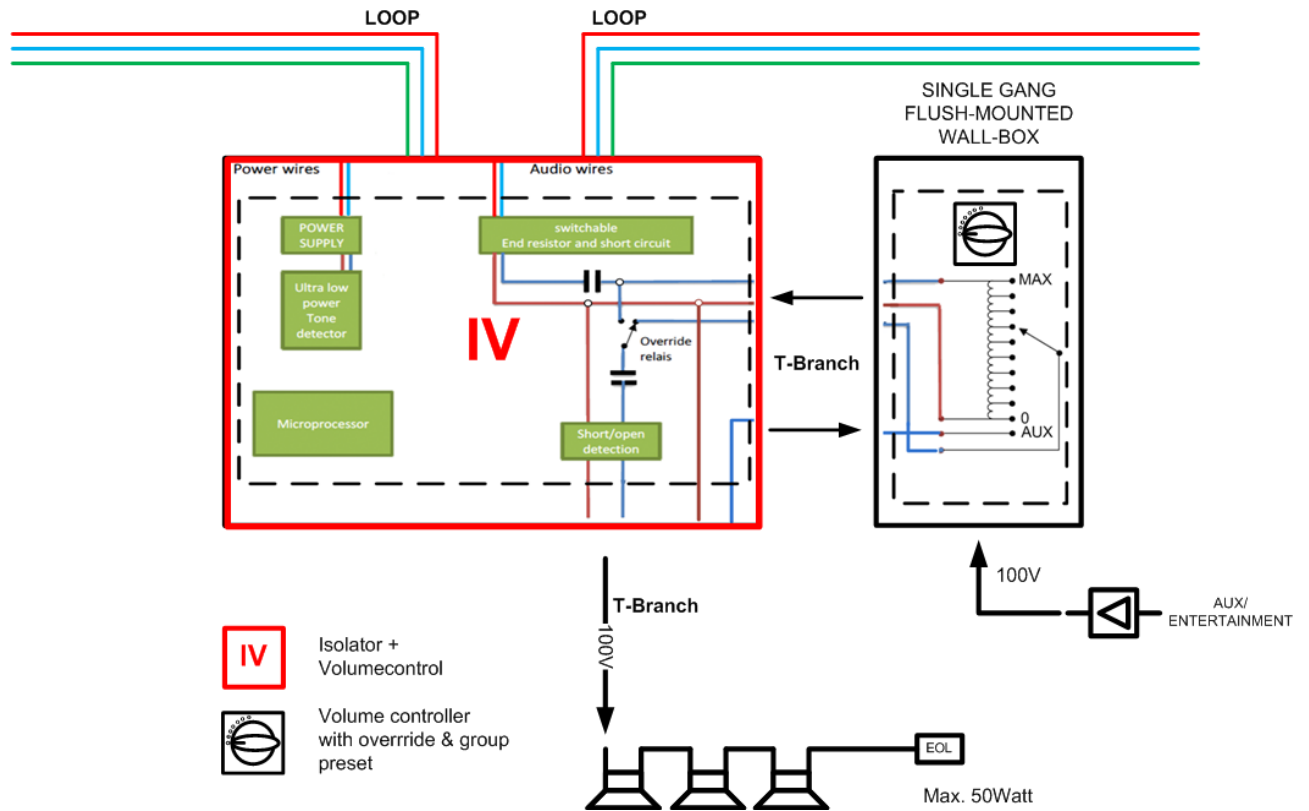 LOOP
LOOP
SINGLE GANG
FLUSH-MOUNTED
WALL-BOX
Power wires
Audio wires
POWER
SUPPLY
switchable
End resistor and short circuit
Ultra low
power
Tone
detector
IV
Override
relais
Microprocessor
Short/open
detection
T-Branch
MAX
0
AUX
T-Branch
100V
100V
AUX/
ENTERTAINMENT
IV
Isolator +
Volumecontrol
Volume controller
with overrride & group
preset
EOL
Max. 50Watt